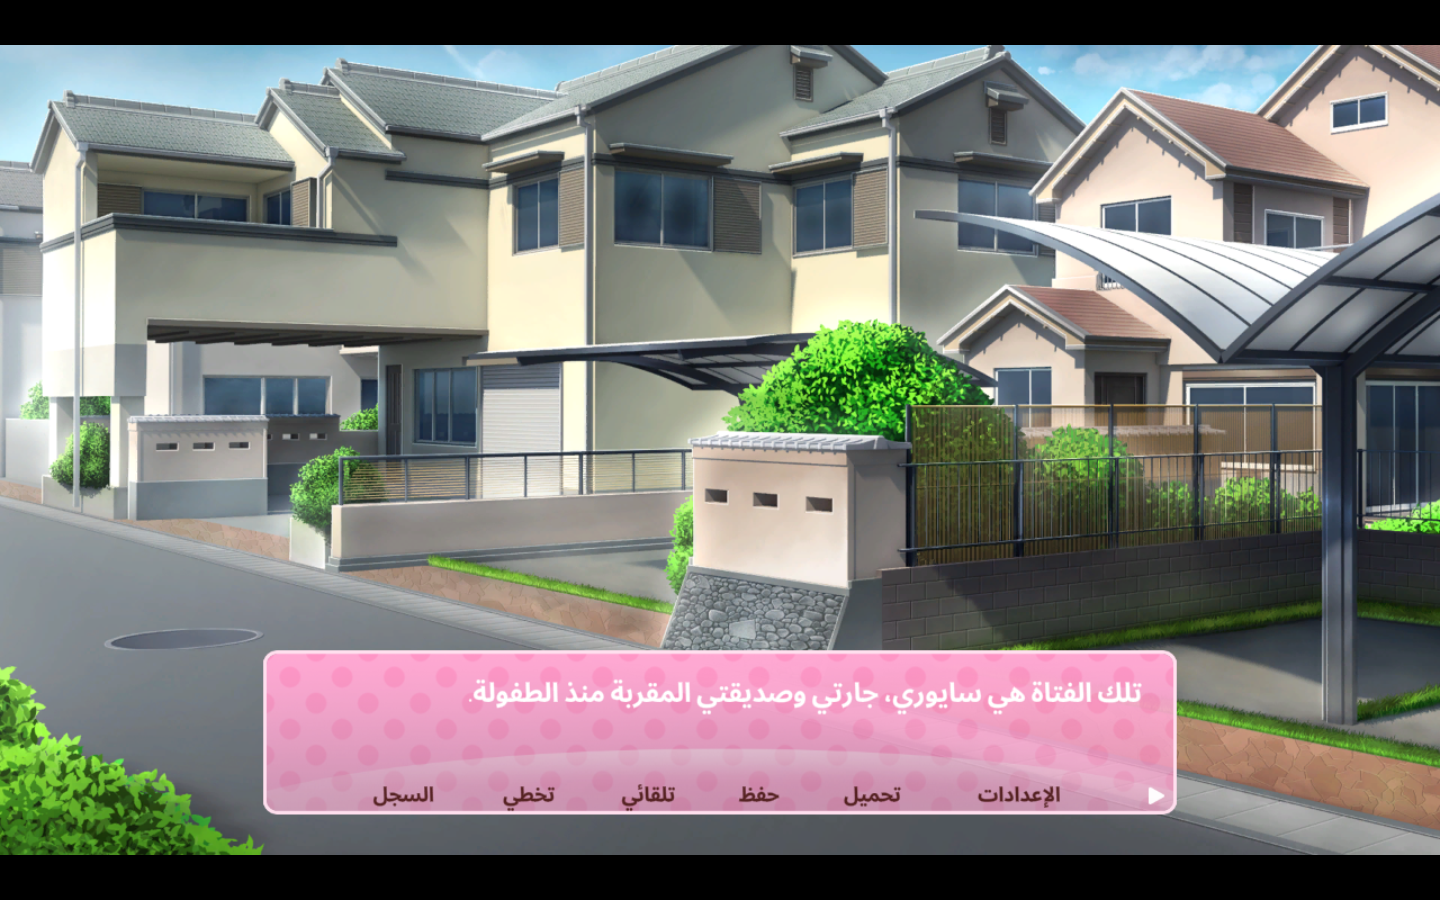 تلك الفتاة هي سايوري، جارتي وصديقتي المقربة منذ الطفولة.
الإعدادات تحميل حفظ تلقائي تخطي السجل